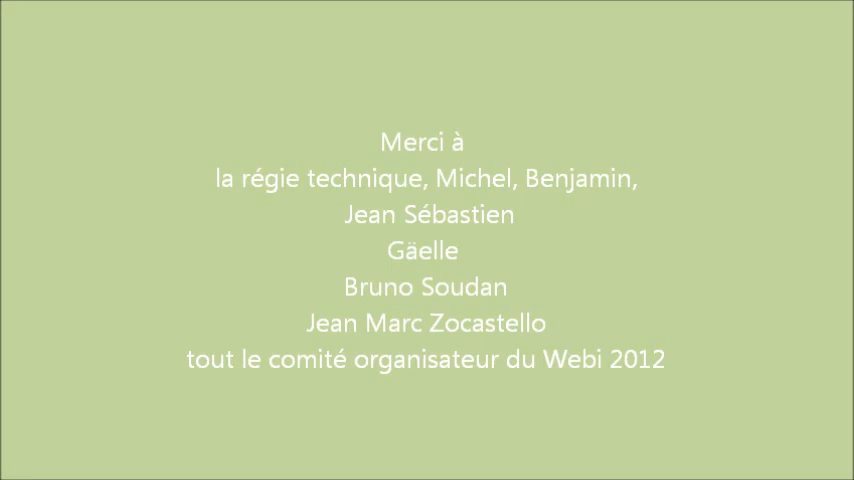 Merci à
la régie technique, Michel, Benjamin,
Jean Sébastien
Gäelle
Bruno Soudan
Jean Marc Zocastello
tout le comité organisateur du Webi 2012